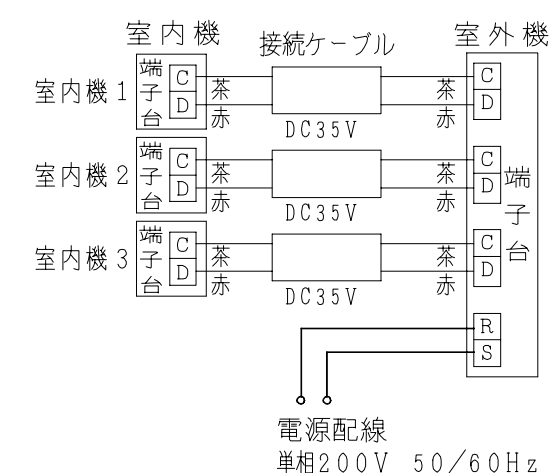 室内機 接続ケーブル 室外機
室内機1 端子台 C 茶 茶 C
D 赤 赤 D
DC35V
室内機2 端子台 C 茶 茶 C
D 赤 赤 D
DC35V
端子台
室内機3 端子台 C 茶 茶 C
D 赤 赤 D
DC35V
R
S
電源配線
単相200V 50/60Hz